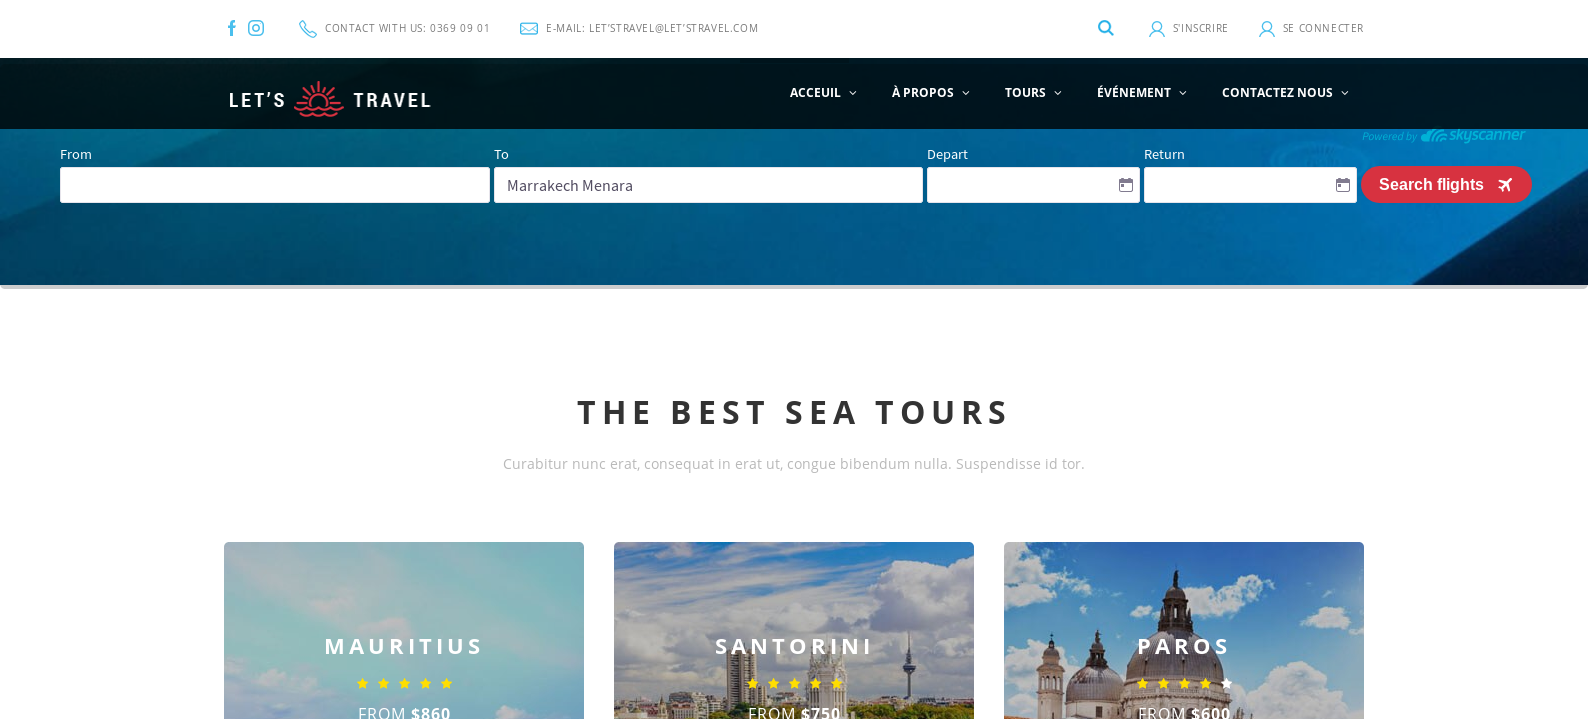 CONTACT WITH US: 0369 09 01
E-MAIL: LET'STRAVEL@LET'STRAVEL.COM
S'INSCRIRE
SE CONNECTER
LET'S TRAVEL
ACCEUIL
À PROPOS
TOURS
ÉVÉNEMENT
CONTACTEZ NOUS
Powered by skyscanner
From
To
Depart
Return
Marrakech Menara
Search flights
THE BEST SEA TOURS
Curabitur nunc erat, consequat in erat ut, congue bibendum nulla. Suspendisse id tor.
MAURITIUS
FROM $860
SANTORINI
FROM $750
PAROS
FROM $600